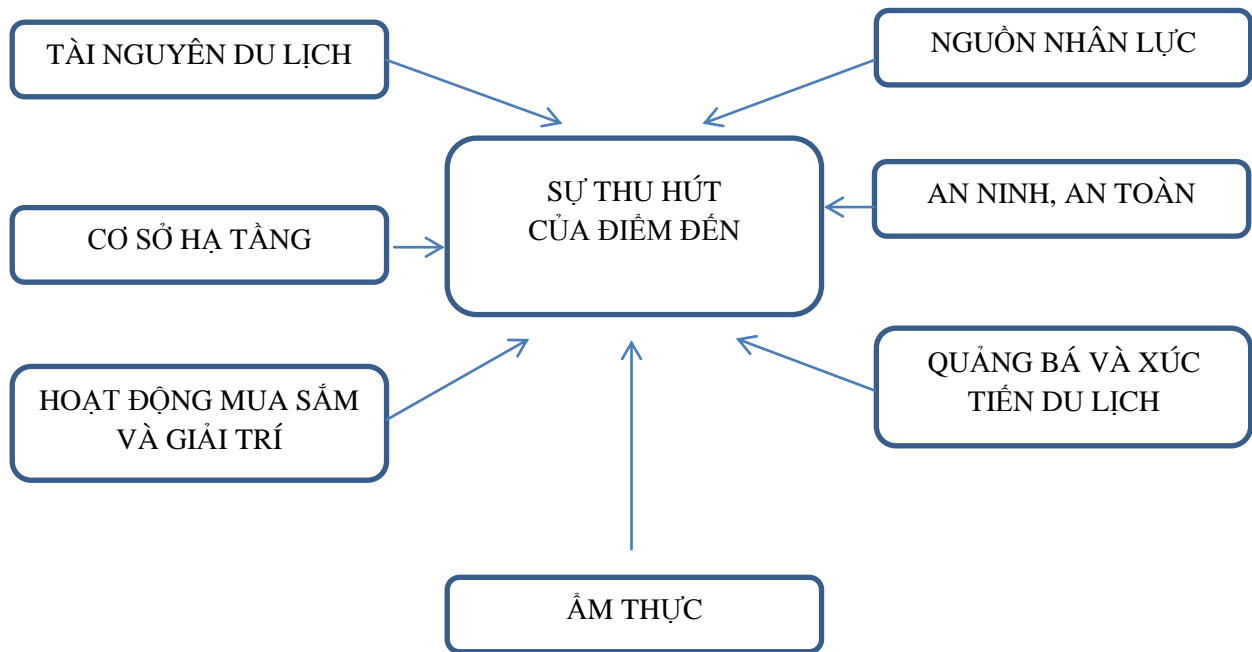 TÀI NGUYÊN DU LỊCH
NGUỒN NHÂN LỰC
SỰ THU HÚT
CỦA ĐIỂM ĐẾN
AN NINH, AN TOÀN
CƠ SỞ HẠ TẦNG
QUẢNG BÁ VÀ XÚC
TIẾN DU LỊCH
HOẠT ĐỘNG MUA SẮM
VÀ GIẢI TRÍ
ẨM THỰC